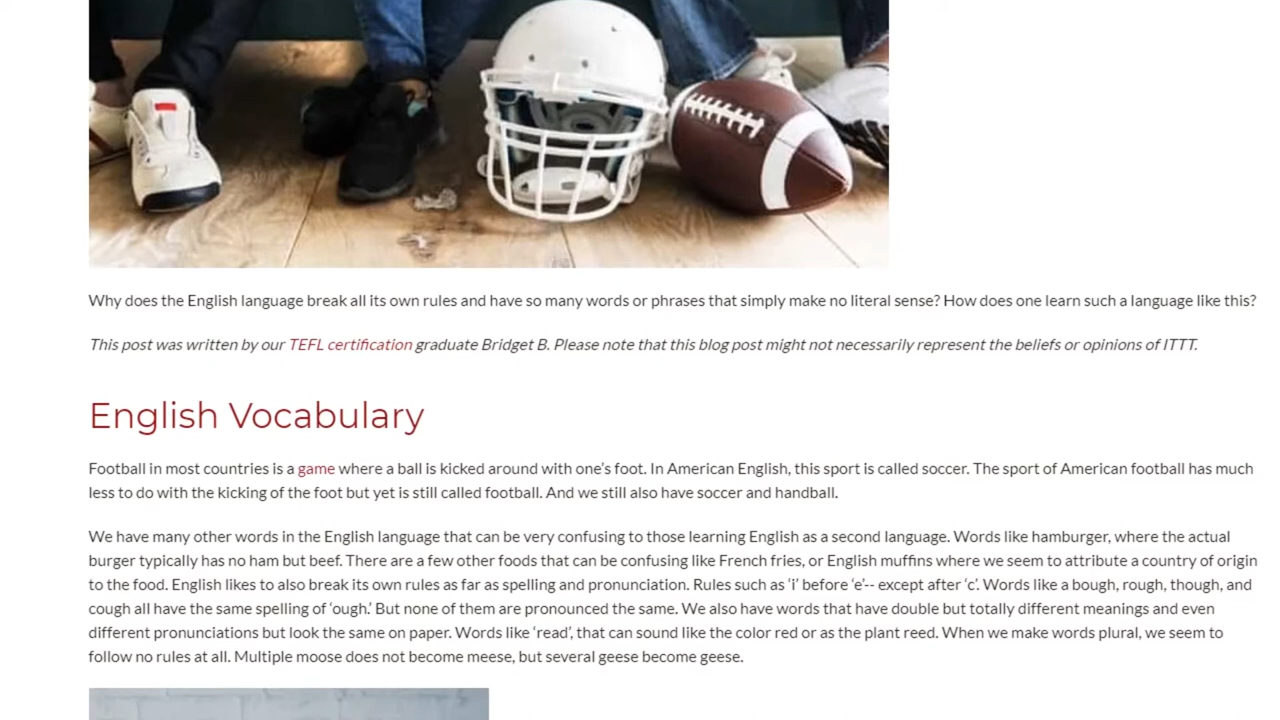 Why does the English language break all its own rules and have so many words or phrases that simply make no literal sense? How does one learn such a language like this?
This post was written by our TEFL certification graduate Bridget B. Please note that this blog post might not necessarily represent the beliefs or opinions of ITTT.
English Vocabulary
Football in most countries is a game where a ball is kicked around with one’s foot. In American English, this sport is called soccer. The sport of American football has much
less to do with the kicking of the foot but yet is still called football. And we still also have soccer and handball.
We have many other words in the English language that can be very confusing to those learning English as a second language. Words like hamburger, where the actual
burger typically has no ham but beef. There are a few other foods that can be confusing like French fries, or English muffins where we seem to attribute a country of origin
to the food. English likes to also break its own rules as far as spelling and pronunciation. Rules such as ‘i’ before ‘e’-- except after ‘c’. Words like a bough, rough, though, and
cough all have the same spelling of ‘ough.’ But none of them are pronounced the same. We also have words that have double but totally different meanings and even
different pronunciations but look the same on paper. Words like ‘read’, that can sound like the color red or as the plant reed. When we make words plural, we seem to
follow no rules at all. Multiple moose does not become meese, but several geese become geese.